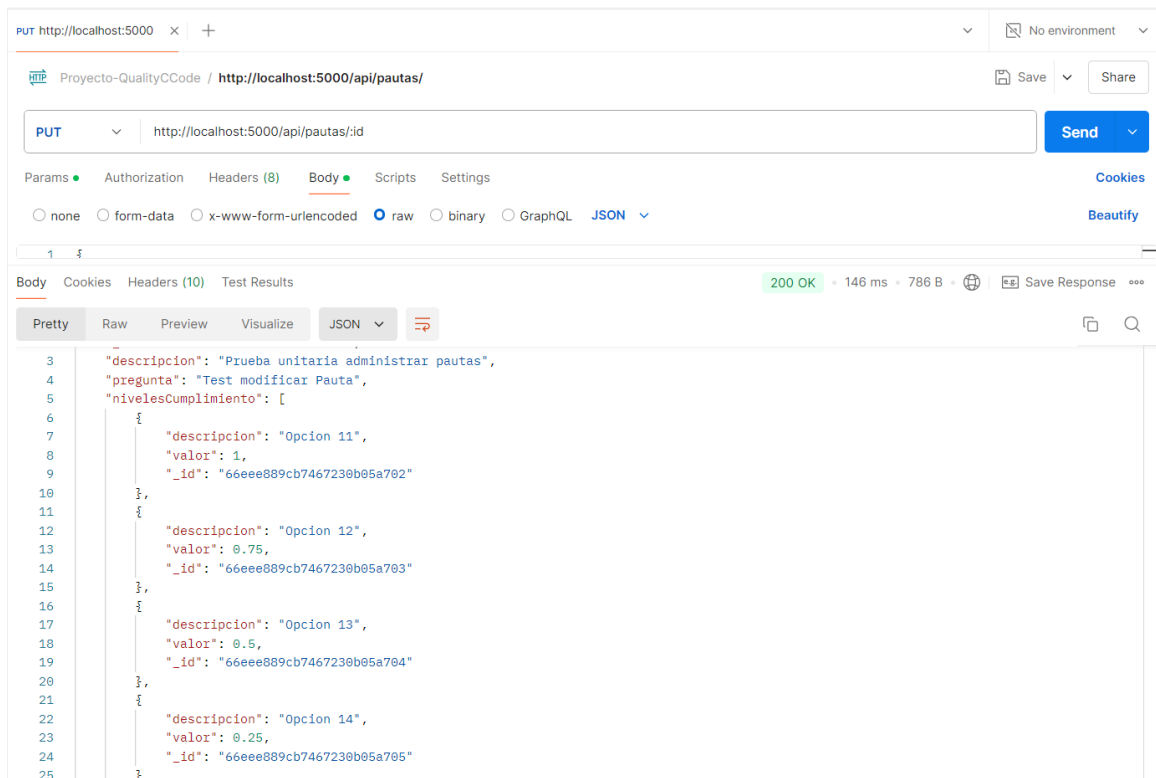 PUT http://localhost:5000
No environment
HTTP Proyecto-QualityCCode / http://localhost:5000/api/pautas/ Save Share
PUT http://localhost:5000/api/pautas/:id Send
Params Authorization Headers (8) Body Scripts Settings Cookies
none form-data x-www-form-urlencoded raw binary GraphQL JSON Beautify
1 {
Body Cookies Headers (10) Test Results 200 OK 146 ms 786 B e.g. Save Response
Pretty Raw Preview Visualize JSON
3 "descripcion": "Prueba unitaria administrar pautas",
4 "pregunta": "Test modificar Pauta",
5 "nivelesCumplimiento": [
6 {
7 "descripcion": "Opcion 11",
8 "valor": 1,
9 "_id": "66eee889cb7467230b05a702"
10 },
11 {
12 "descripcion": "Opcion 12",
13 "valor": 0.75,
14 "_id": "66eee889cb7467230b05a703"
15 },
16 {
17 "descripcion": "Opcion 13",
18 "valor": 0.5,
19 "_id": "66eee889cb7467230b05a704"
20 },
21 {
22 "descripcion": "Opcion 14",
23 "valor": 0.25,
24 "_id": "66eee889cb7467230b05a705"
25 }